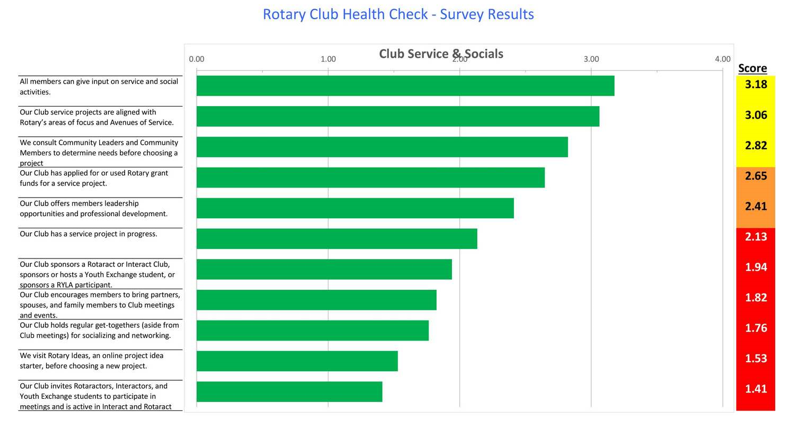 Rotary Club Health Check - Survey Results
Club Service & Socials
0.00 1.00 2.00 3.00 4.00
Score
All members can give input on service and social
activities.
3.18
Our Club service projects are aligned with
Rotary's areas of focus and Avenues of Service.
3.06
We consult Community Leaders and Community
Members to determine needs before choosing a
project
2.82
Our Club has applied for or used Rotary grant
funds for a service project.
2.65
Our Club offers members leadership
opportunities and professional development.
2.41
Our Club has a service project in progress.
2.13
Our Club sponsors a Rotaract or Interact Club,
sponsors or hosts a Youth Exchange student, or
sponsors a RYLA participant.
1.94
Our Club encourages members to bring partners,
spouses, and family members to Club meetings
and events.
1.82
Our Club holds regular get-togethers (aside from
Club meetings) for socializing and networking.
1.76
We visit Rotary Ideas, an online project idea
starter, before choosing a new project.
1.53
Our Club invites Rotaractors, Interactors, and
Youth Exchange students to participate in
meetings and is active in Interact and Rotaract
1.41